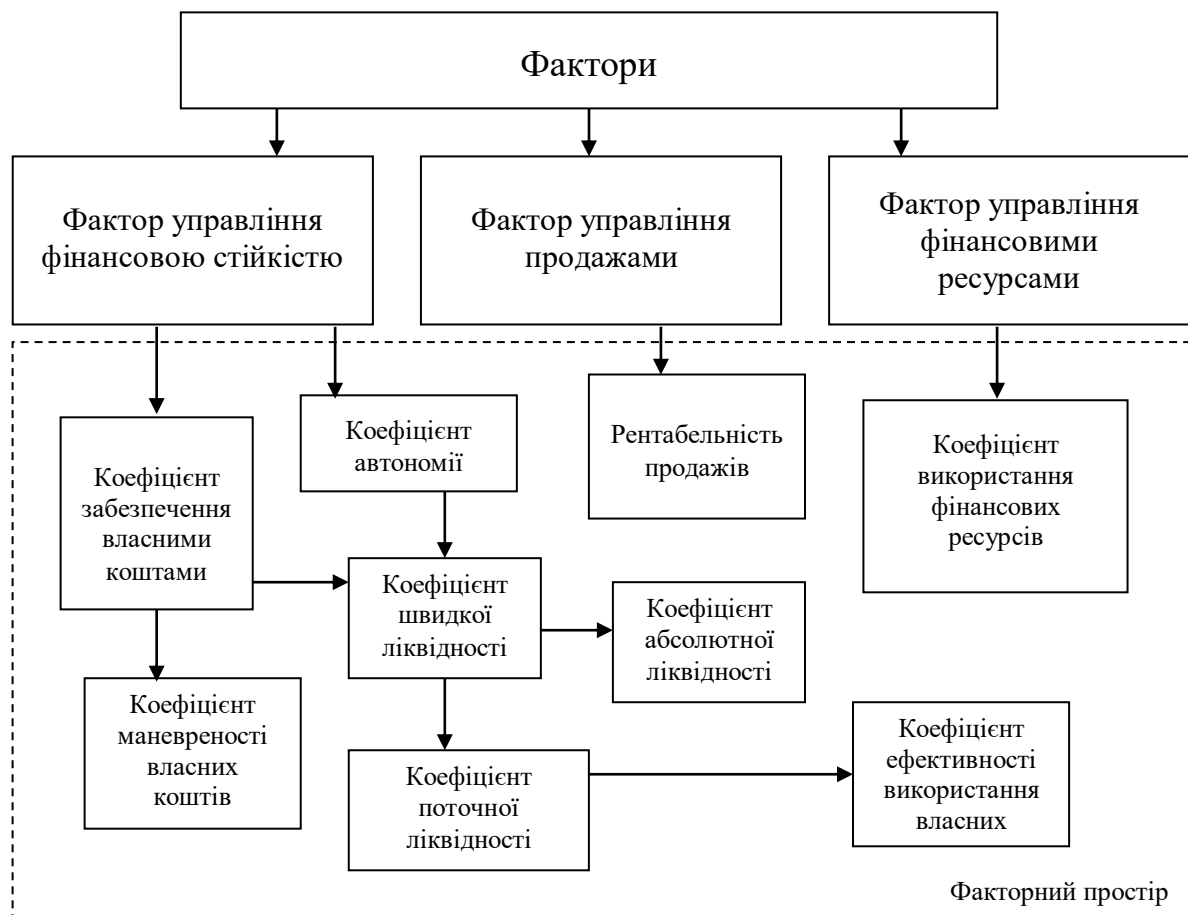 Фактори
Фактор управління
фінансовою стійкістю
Фактор управління
продажами
Фактор управління
фінансовими
ресурсами
Коефіцієнт
забезпечення
власними
коштами
Коефіцієнт
автономії
Рентабельність
продажів
Коефіцієнт
використання
фінансових
ресурсів
Коефіцієнт
швидкої
ліквідності
Коефіцієнт
абсолютної
ліквідності
Коефіцієнт
маневреності
власних
коштів
Коефіцієнт
поточної
ліквідності
Коефіцієнт
ефективності
використання
власних
Факторний простір